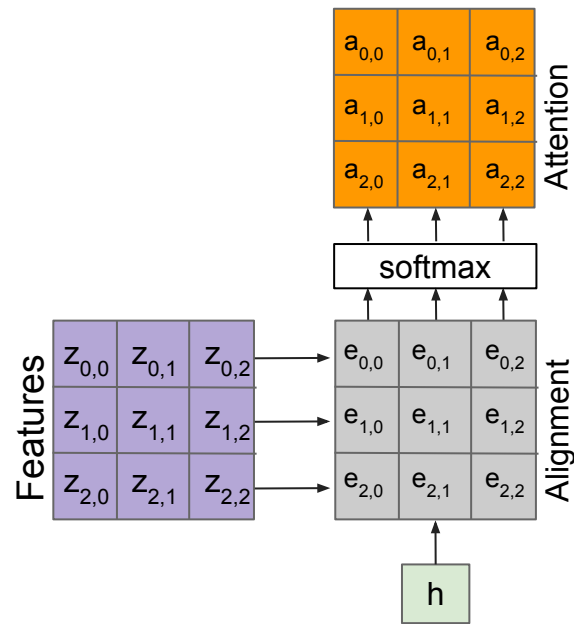 a0,0 a0,1 a0,2
a1,0 a1,1 a1,2
a2,0 a2,1 a2,2
Attention
softmax
Features
z0,0 z0,1 z0,2
z1,0 z1,1 z1,2
z2,0 z2,1 z2,2
e0,0 e0,1 e0,2
e1,0 e1,1 e1,2
e2,0 e2,1 e2,2
Alignment
h